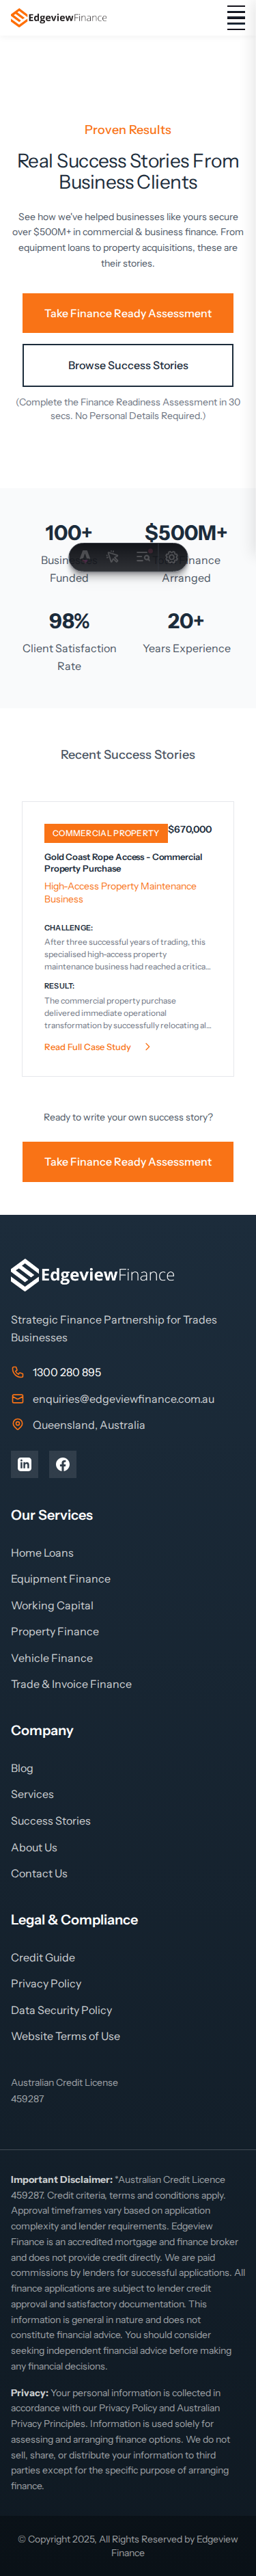 EdgeviewFinance
Proven Results
Real Success Stories From
Business Clients
See how we've helped businesses like yours secure
over $500M+ in commercial & business finance. From
equipment loans to property acquisitions, these are
their stories.
Take Finance Ready Assessment
Browse Success Stories
(Complete the Finance Readiness Assessment in 30
secs. No Personal Details Required.)
100+
Funded
$500M+
Arranged
98%
Client Satisfaction
Rate
20+
Years Experience
Recent Success Stories
COMMERCIAL PROPERTY
$670,000
Gold Coast Rope Access - Commercial
Property Purchase
High-Access Property Maintenance
Business
CHALLENGE:
After three successful years of trading, this
specialised high-access property
maintenance business had reached a critica...
RESULT:
The commercial property purchase
delivered immediate operational
transformation by successfully relocating al...
Read Full Case Study
Ready to write your own success story?
Take Finance Ready Assessment
EdgeviewFinance
Strategic Finance Partnership for Trades
Businesses
1300 280 895
enquiries@edgeviewfinance.com.au
Queensland, Australia
Our Services
Home Loans
Equipment Finance
Working Capital
Property Finance
Vehicle Finance
Trade & Invoice Finance
Company
Blog
Services
Success Stories
About Us
Contact Us
Legal & Compliance
Credit Guide
Privacy Policy
Data Security Policy
Website Terms of Use
Australian Credit License
459287
Important Disclaimer: *Australian Credit Licence
459287. Credit criteria, terms and conditions apply.
Approval timeframes vary based on application
complexity and lender requirements. Edgeview
Finance is an accredited mortgage and finance broker
and does not provide credit directly. We are paid
commissions by lenders for successful applications. All
finance applications are subject to lender credit
approval and satisfactory documentation. This
information is general in nature and does not
constitute financial advice. You should consider
seeking independent financial advice before making
any financial decisions.
Privacy: Your personal information is collected in
accordance with our Privacy Policy and Australian
Privacy Principles. Information is used solely for
assessing and arranging finance options. We do not
sell, share, or distribute your information to third
parties except for the specific purpose of arranging
finance.
© Copyright 2025, All Rights Reserved by Edgeview
Finance